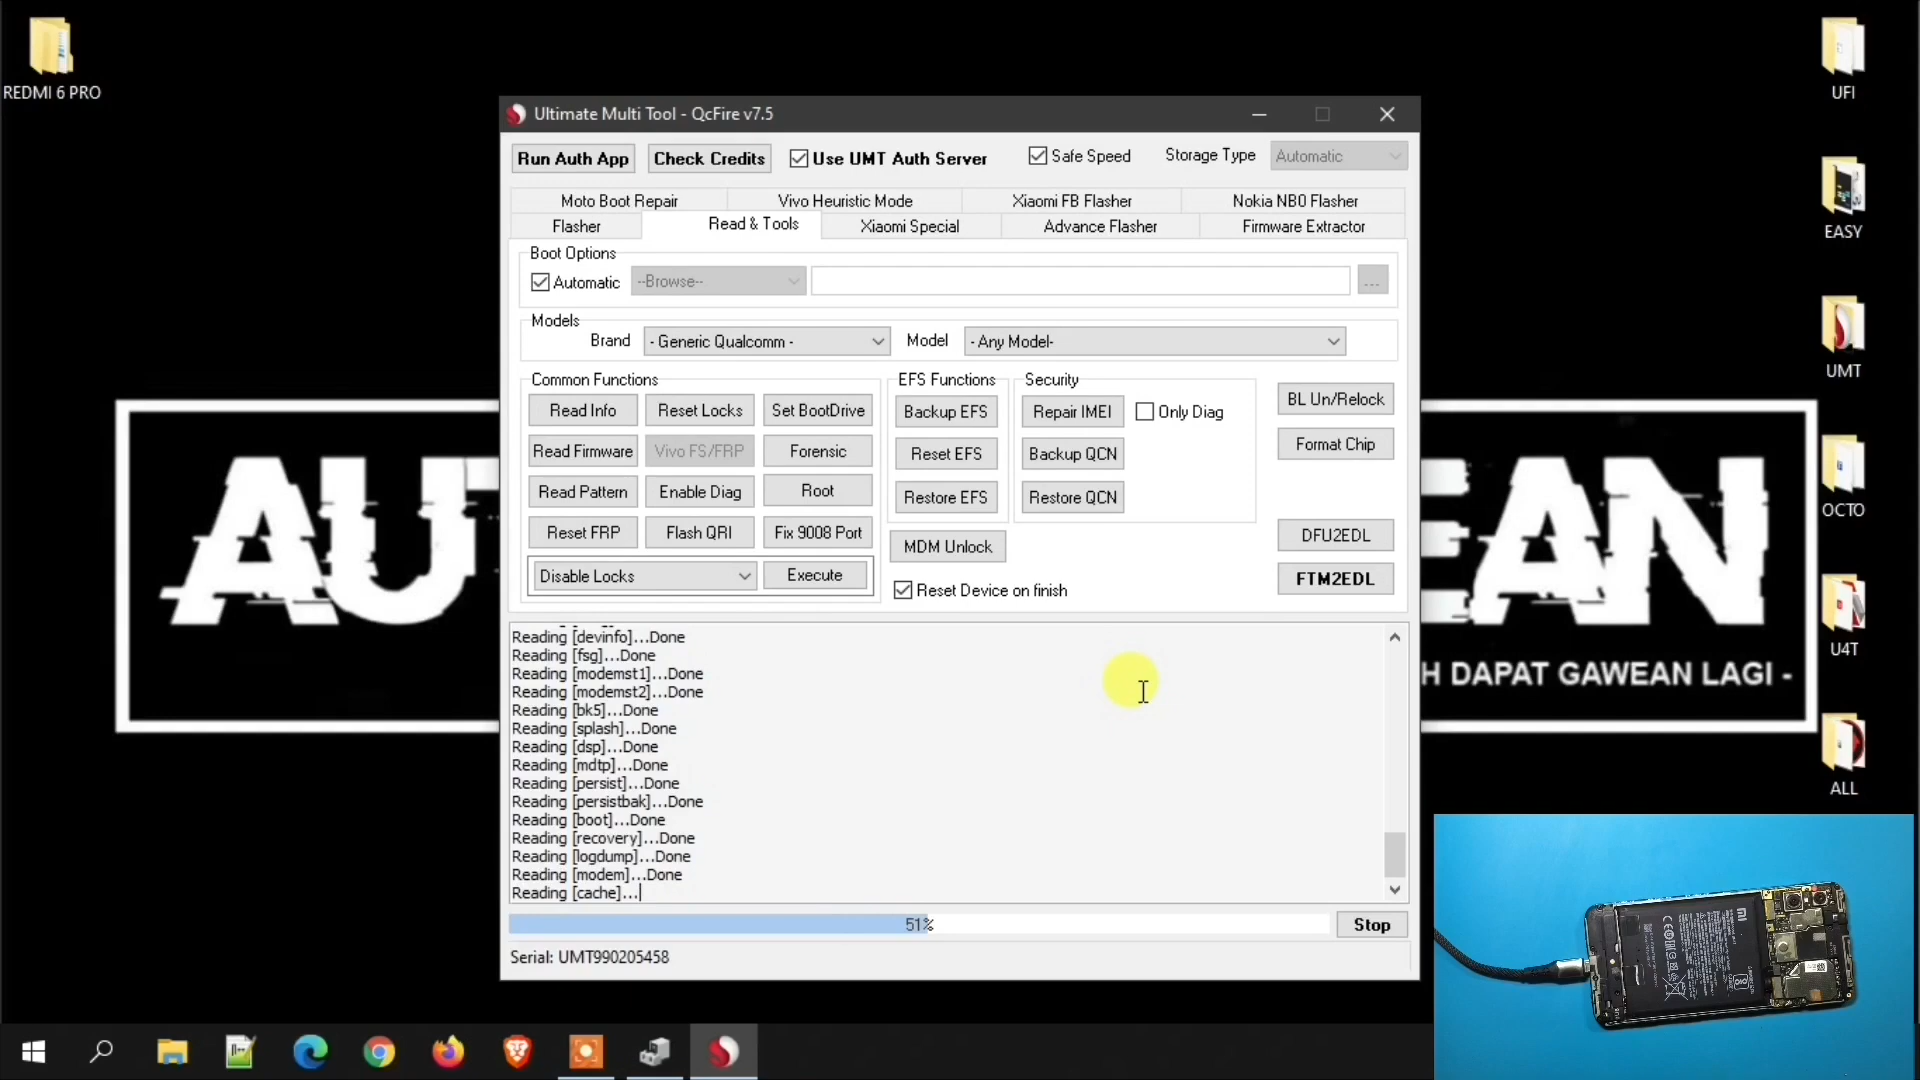 REDMI 6 PRO
UFI
EASY
UMT
OCTO
U4T
ALL
Ultimate Multi Tool - QcFire v7.5
Run Auth App
Check Credits
Use UMT Auth Server
Safe Speed
Storage Type
Automatic
Moto Boot Repair
Vivo Heuristic Mode
Xiaomi FB Flasher
Nokia NB0 Flasher
Flasher
Read & Tools
Xiaomi Special
Advance Flasher
Firmware Extractor
Boot Options
Automatic
--Browse--
...
Models
Brand
- Generic Qualcomm -
Model
- Any Model-
Common Functions
EFS Functions
Security
Read Info
Reset Locks
Set BootDrive
Backup EFS
Repair IMEI
Only Diag
BL Un/Relock
Read Firmware
Vivo FS/FRP
Forensic
Reset EFS
Backup QCN
Format Chip
Read Pattern
Enable Diag
Root
Restore EFS
Restore QCN
Reset FRP
Flash QRI
Fix 9008 Port
MDM Unlock
DFU2EDL
Disable Locks
Execute
Reset Device on finish
FTM2EDL
Reading [devinfo]...Done
Reading [fsg]...Done
Reading [modemst1]...Done
Reading [modemst2]...Done
Reading [bk5]...Done
Reading [splash]...Done
Reading [dsp]...Done
Reading [mdtp]...Done
Reading [persist]...Done
Reading [persistbak]...Done
Reading [boot]...Done
Reading [recovery]...Done
Reading [logdump]...Done
Reading [modem]...Done
Reading [cache]...
51%
Stop
Serial: UMT990205458
AU
EAN
H DAPAT GAWEAN LAGI -